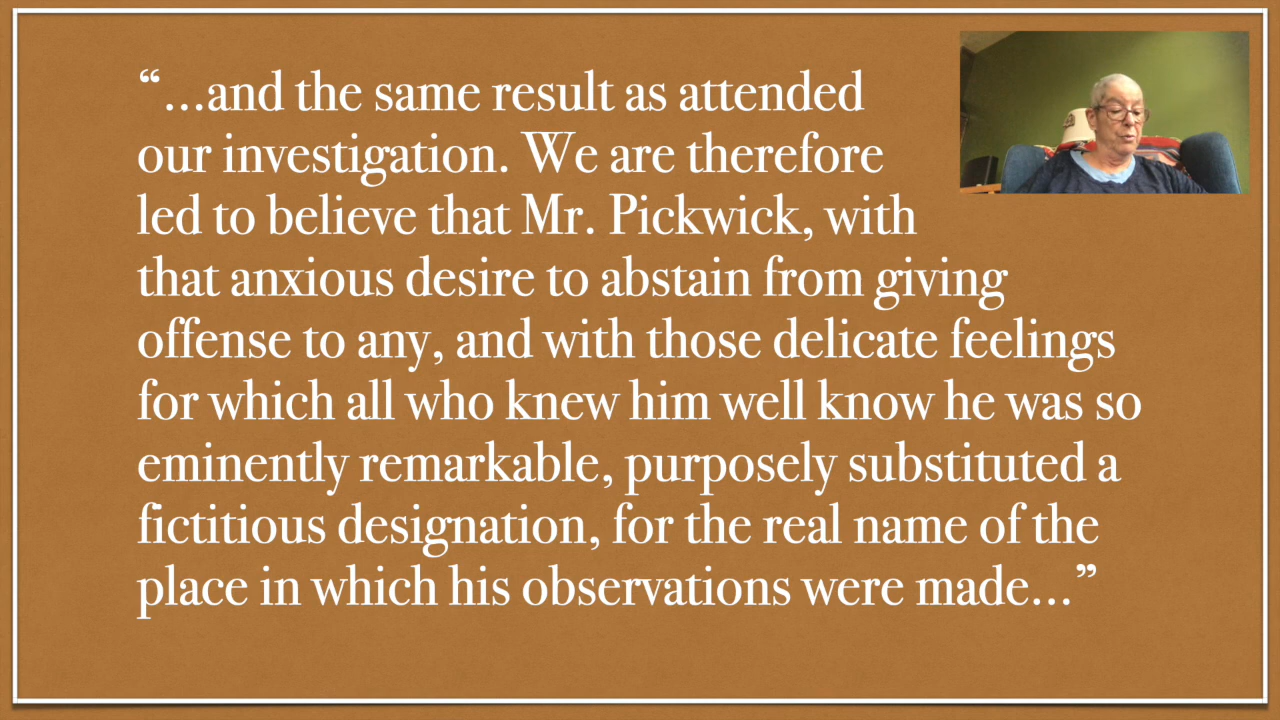 “…and the same result as attended
our investigation. We are therefore
led to believe that Mr. Pickwick, with
that anxious desire to abstain from giving
offense to any, and with those delicate feelings
for which all who knew him well know he was so
eminently remarkable, purposely substituted a
fictitious designation, for the real name of the
place in which his observations were made…”